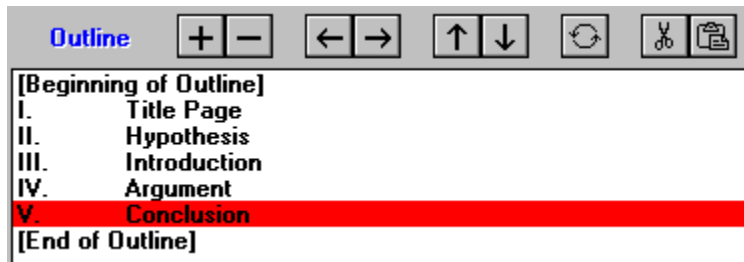 Outline
[Beginning of Outline]
I. Title Page
II. Hypothesis
III. Introduction
IV. Argument
V. Conclusion
[End of Outline]